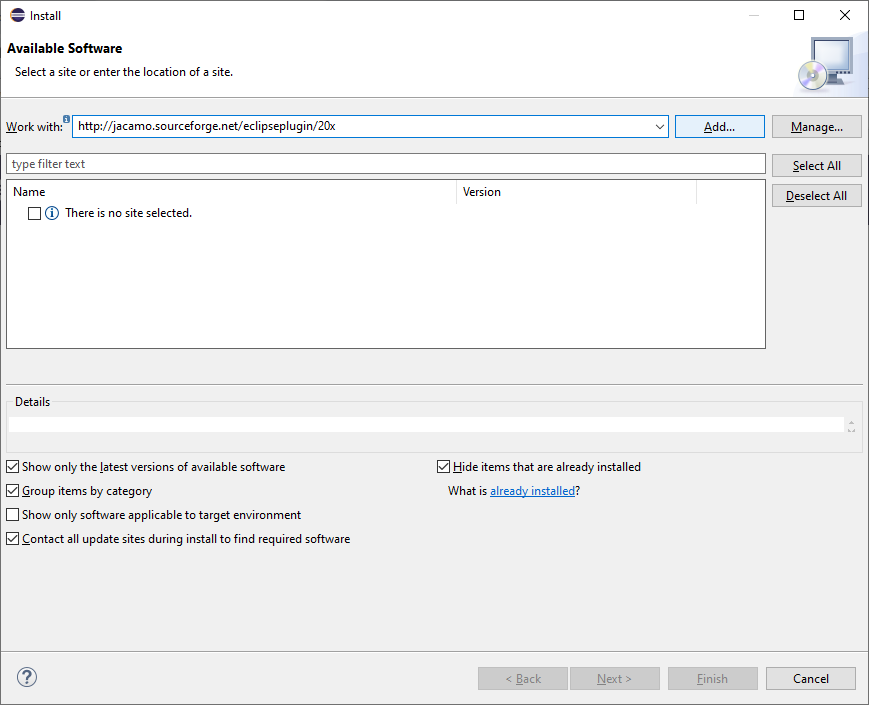 Install
Available Software
Select a site or enter the location of a site.
Work with: http://jacamo.sourceforge.net/eclipseplugin/20x Add... Manage...
type filter text Select All
Name Version Deselect All
There is no site selected.
Details
Show only the latest versions of available software Hide items that are already installed
Group items by category What is already installed?
Show only software applicable to target environment
Contact all update sites during install to find required software
? < Back Next > Finish Cancel